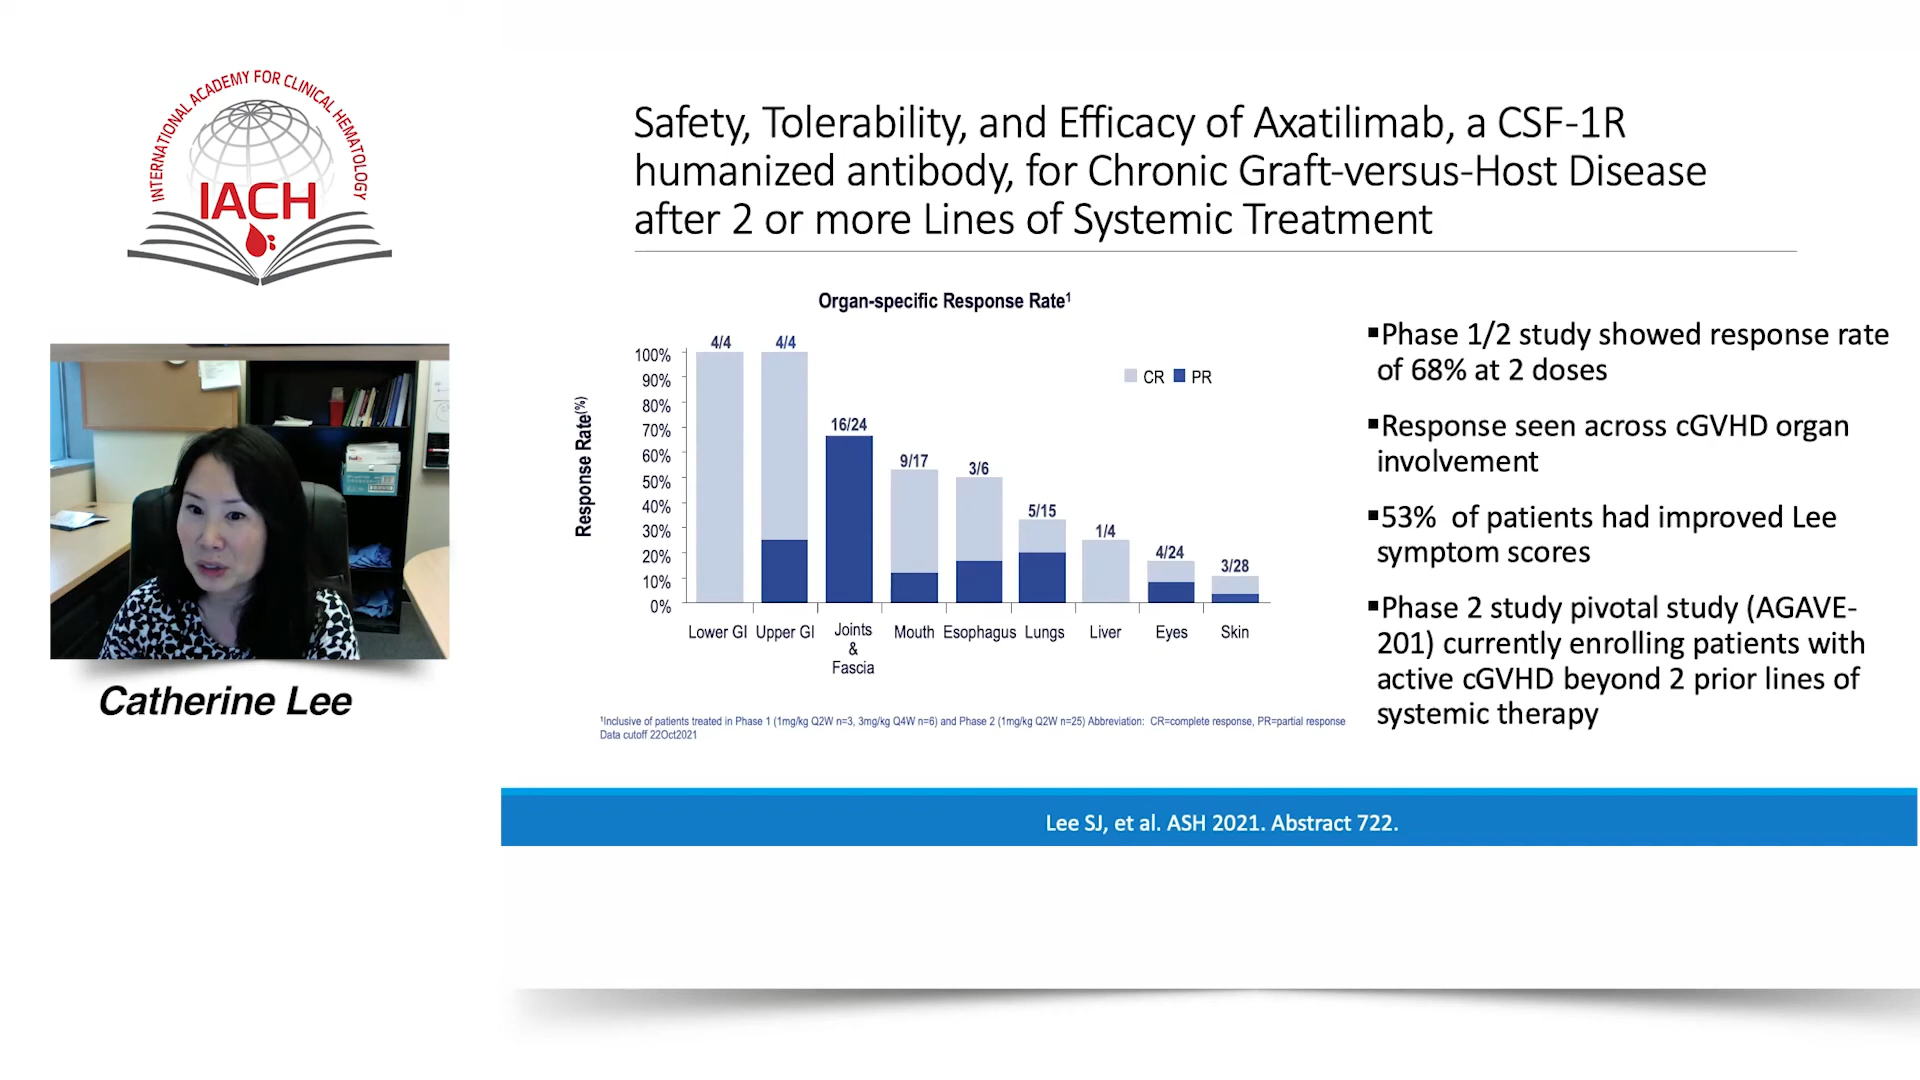 INTERNATIONAL ACADEMY FOR CLINICAL HEMATOLOGY
IACH
Catherine Lee
Safety, Tolerability, and Efficacy of Axatilimab, a CSF-1R
humanized antibody, for Chronic Graft-versus-Host Disease
after 2 or more Lines of Systemic Treatment
Organ-specific Response Rate¹
Response Rate(%)
100%
90%
80%
70%
60%
50%
40%
30%
20%
10%
0%
4/4
4/4
16/24
9/17
3/6
5/15
1/4
4/24
3/28
CR PR
Lower GI Upper GI Joints & Fascia Mouth Esophagus Lungs Liver Eyes Skin
¹Inclusive of patients treated in Phase 1 (1mg/kg Q2W n=3, 3mg/kg Q4W n=6) and Phase 2 (1mg/kg Q2W n=25) Abbreviation: CR=complete response, PR=partial response
Data cutoff 22Oct2021
▪Phase 1/2 study showed response rate
of 68% at 2 doses
▪Response seen across cGVHD organ
involvement
▪53% of patients had improved Lee
symptom scores
▪Phase 2 study pivotal study (AGAVE-
201) currently enrolling patients with
active cGVHD beyond 2 prior lines of
systemic therapy
Lee SJ, et al. ASH 2021. Abstract 722.